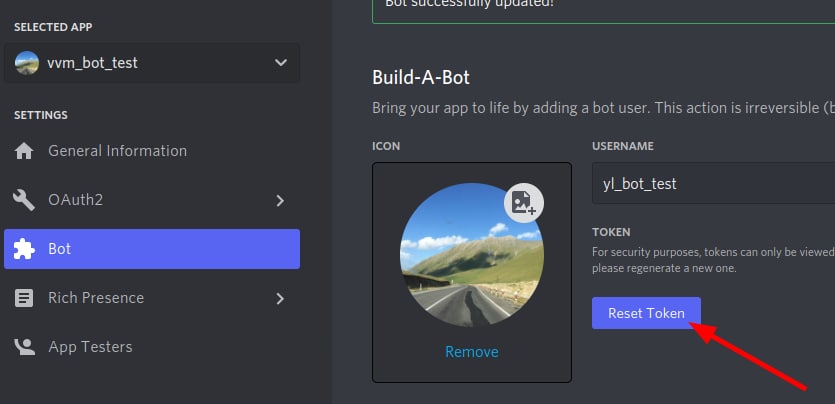 Bot successfully updated!
SELECTED APP
vvm_bot_test
SETTINGS
General Information
OAuth2
Bot
Rich Presence
App Testers
Build-A-Bot
Bring your app to life by adding a bot user. This action is irreversible (b
ICON
Remove
USERNAME
yl_bot_test
TOKEN
For security purposes, tokens can only be viewed
please regenerate a new one.
Reset Token